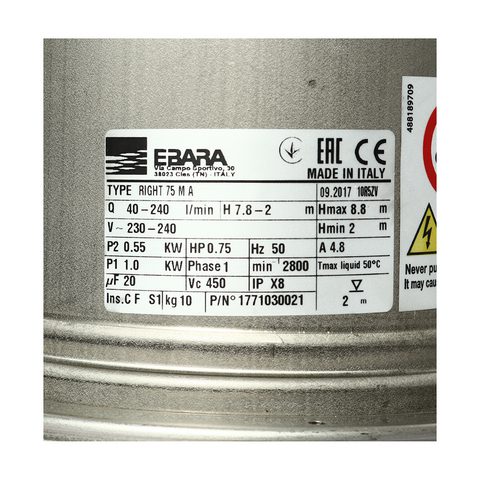 EBARA
Via Campo Sportivo, 30
38023 Cles (TN) - ITALY
EAC CE
MADE IN ITALY
TYPE RIGHT 75 M A 09.2017 10R5ZV
Q 40-240 l/min H 7.8-2 m Hmax 8.8 m
V~ 230-240 Hmin 2 m
P2 0.55 KW HP 0.75 Hz 50 A 4.8
P1 1.0 KW Phase 1 min⁻¹ 2800 Tmax liquid 50°C
µF 20 Vc 450 IP X8
Ins.C F S1 kg 10 P/N° 1771030021 2 m
488189709
Never pu
It may caus